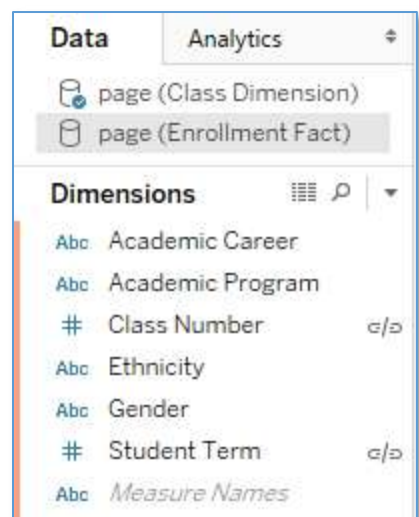 Data Analytics
page (Class Dimension)
page (Enrollment Fact)
Dimensions
Abc Academic Career
Abc Academic Program
# Class Number
Abc Ethnicity
Abc Gender
# Student Term
Abc Measure Names